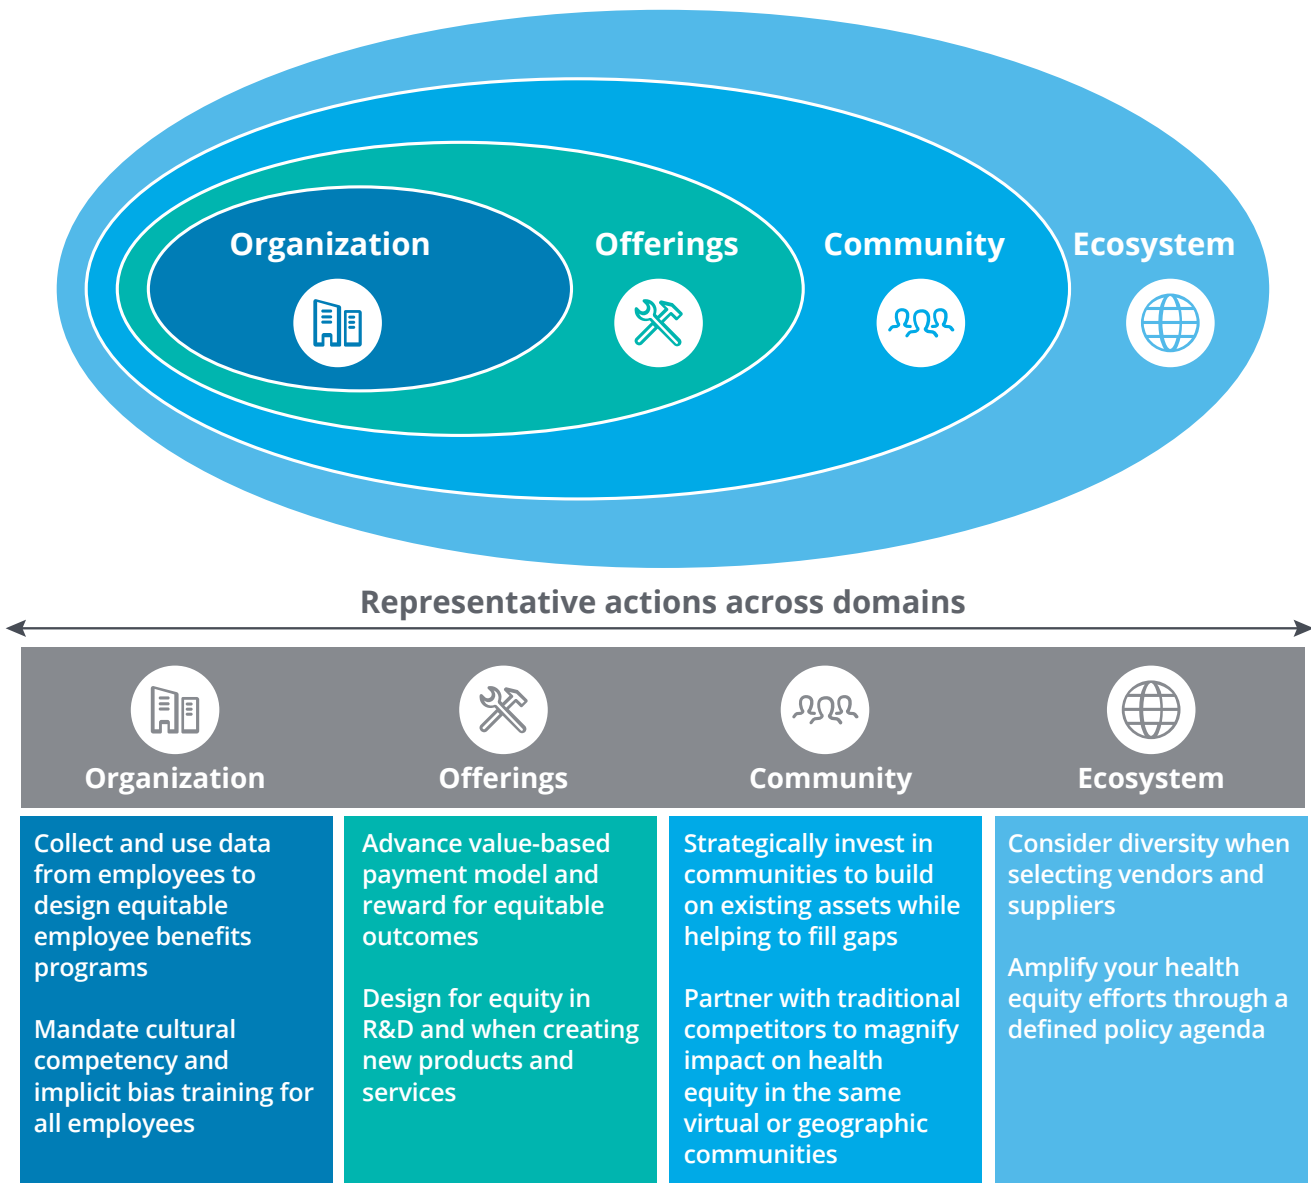 Organization
Offerings
Community
Ecosystem
Representative actions across domains
Organization
Offerings
Community
Ecosystem
Collect and use data
from employees to
design equitable
employee benefits
programs
Mandate cultural
competency and
implicit bias training for
all employees
Advance value-based
payment model and
reward for equitable
outcomes
Design for equity in
R&D and when creating
new products and
services
Strategically invest in
communities to build
on existing assets while
helping to fill gaps
Partner with traditional
competitors to magnify
impact on health
equity in the same
virtual or geographic
communities
Consider diversity when
selecting vendors and
suppliers
Amplify your health
equity efforts through a
defined policy agenda